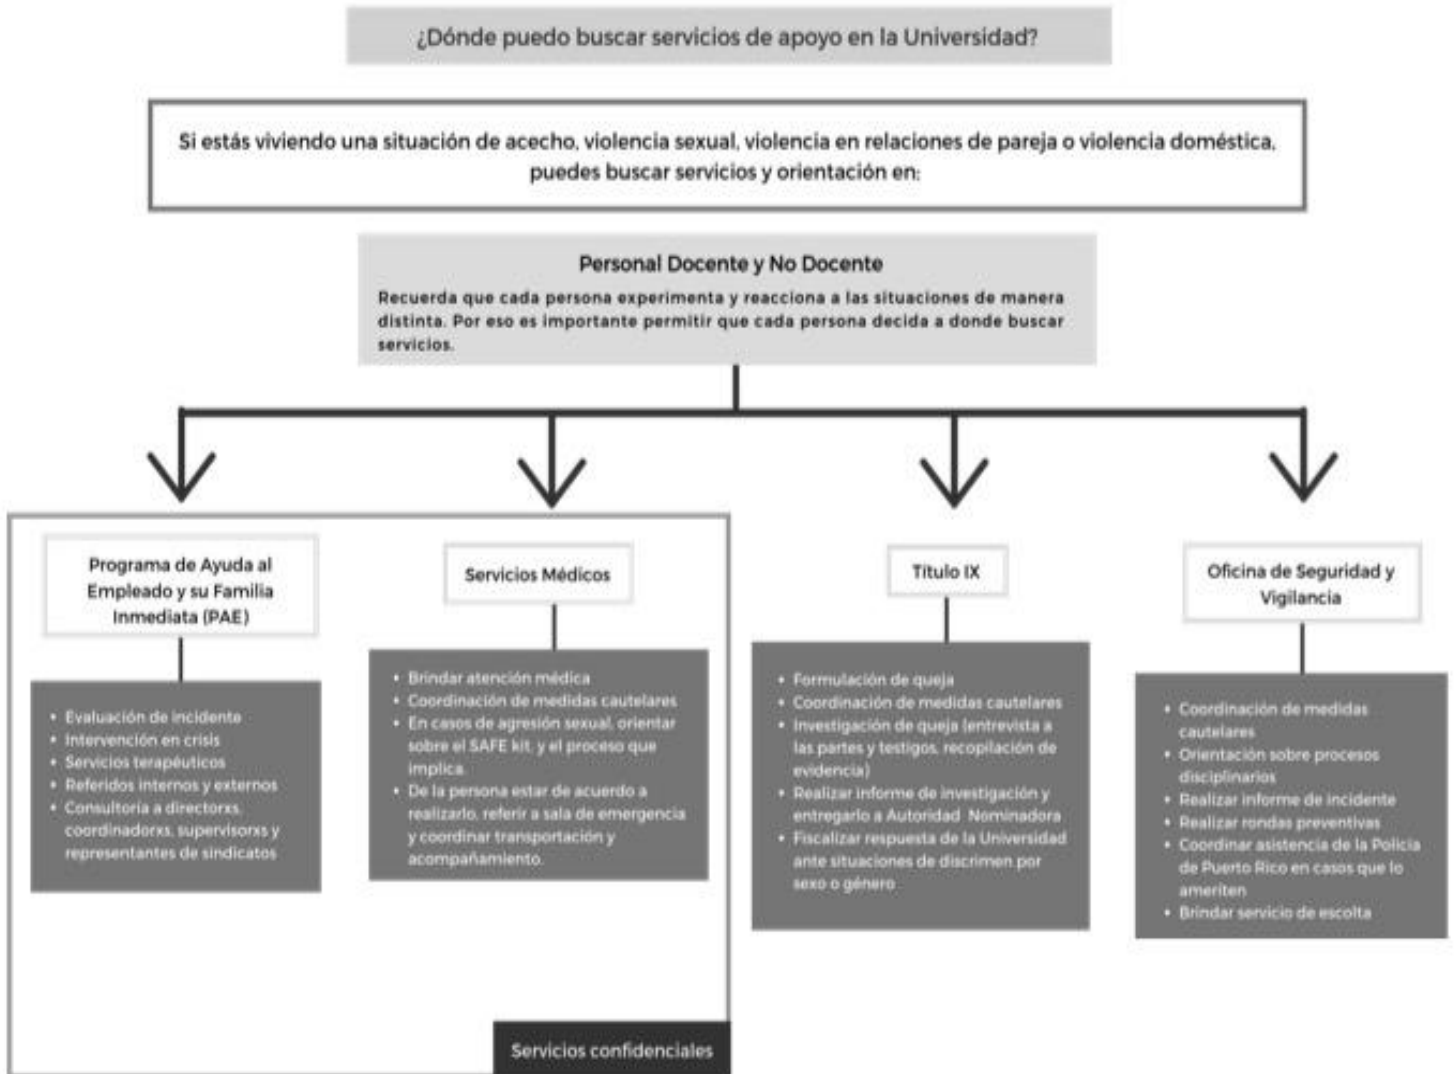 ¿Dónde puedo buscar servicios de apoyo en la Universidad?
Si estás viviendo una situación de acecho, violencia sexual, violencia en relaciones de pareja o violencia doméstica,
puedes buscar servicios y orientación en:
Personal Docente y No Docente
Recuerda que cada persona experimenta y reacciona a las situaciones de manera
distinta. Por eso es importante permitir que cada persona decida a donde buscar
servicios.
Programa de Ayuda al
Empleado y su Familia
Inmediata (PAE)
• Evaluación de incidente
• Intervención en crisis
• Servicios terapéuticos
• Referidos internos y externos
• Consultoría a directorxs,
coordinadorxs, supervisorxs y
representantes de sindicatos
Servicios Médicos
• Brindar atención médica
• Coordinación de medidas cautelares
• En casos de agresión sexual, orientar
sobre el SAFE kit, y el proceso que
implica.
• De la persona estar de acuerdo a
realizarlo, referir a sala de emergencia
y coordinar transportación y
acompañamiento.
Servicios confidenciales
Título IX
• Formulación de queja
• Coordinación de medidas cautelares
• Investigación de queja (entrevista a
las partes y testigos, recopilación de
evidencia)
• Realizar informe de investigación y
entregarlo a Autoridad Nominadora
• Fiscalizar respuesta de la Universidad
ante situaciones de discrimen por
sexo o género
Oficina de Seguridad y
Vigilancia
• Coordinación de medidas
cautelares
• Orientación sobre procesos
disciplinarios
• Realizar informe de incidente
• Realizar rondas preventivas
• Coordinar asistencia de la Policía
de Puerto Rico en casos que lo
ameriten
• Brindar servicio de escolta